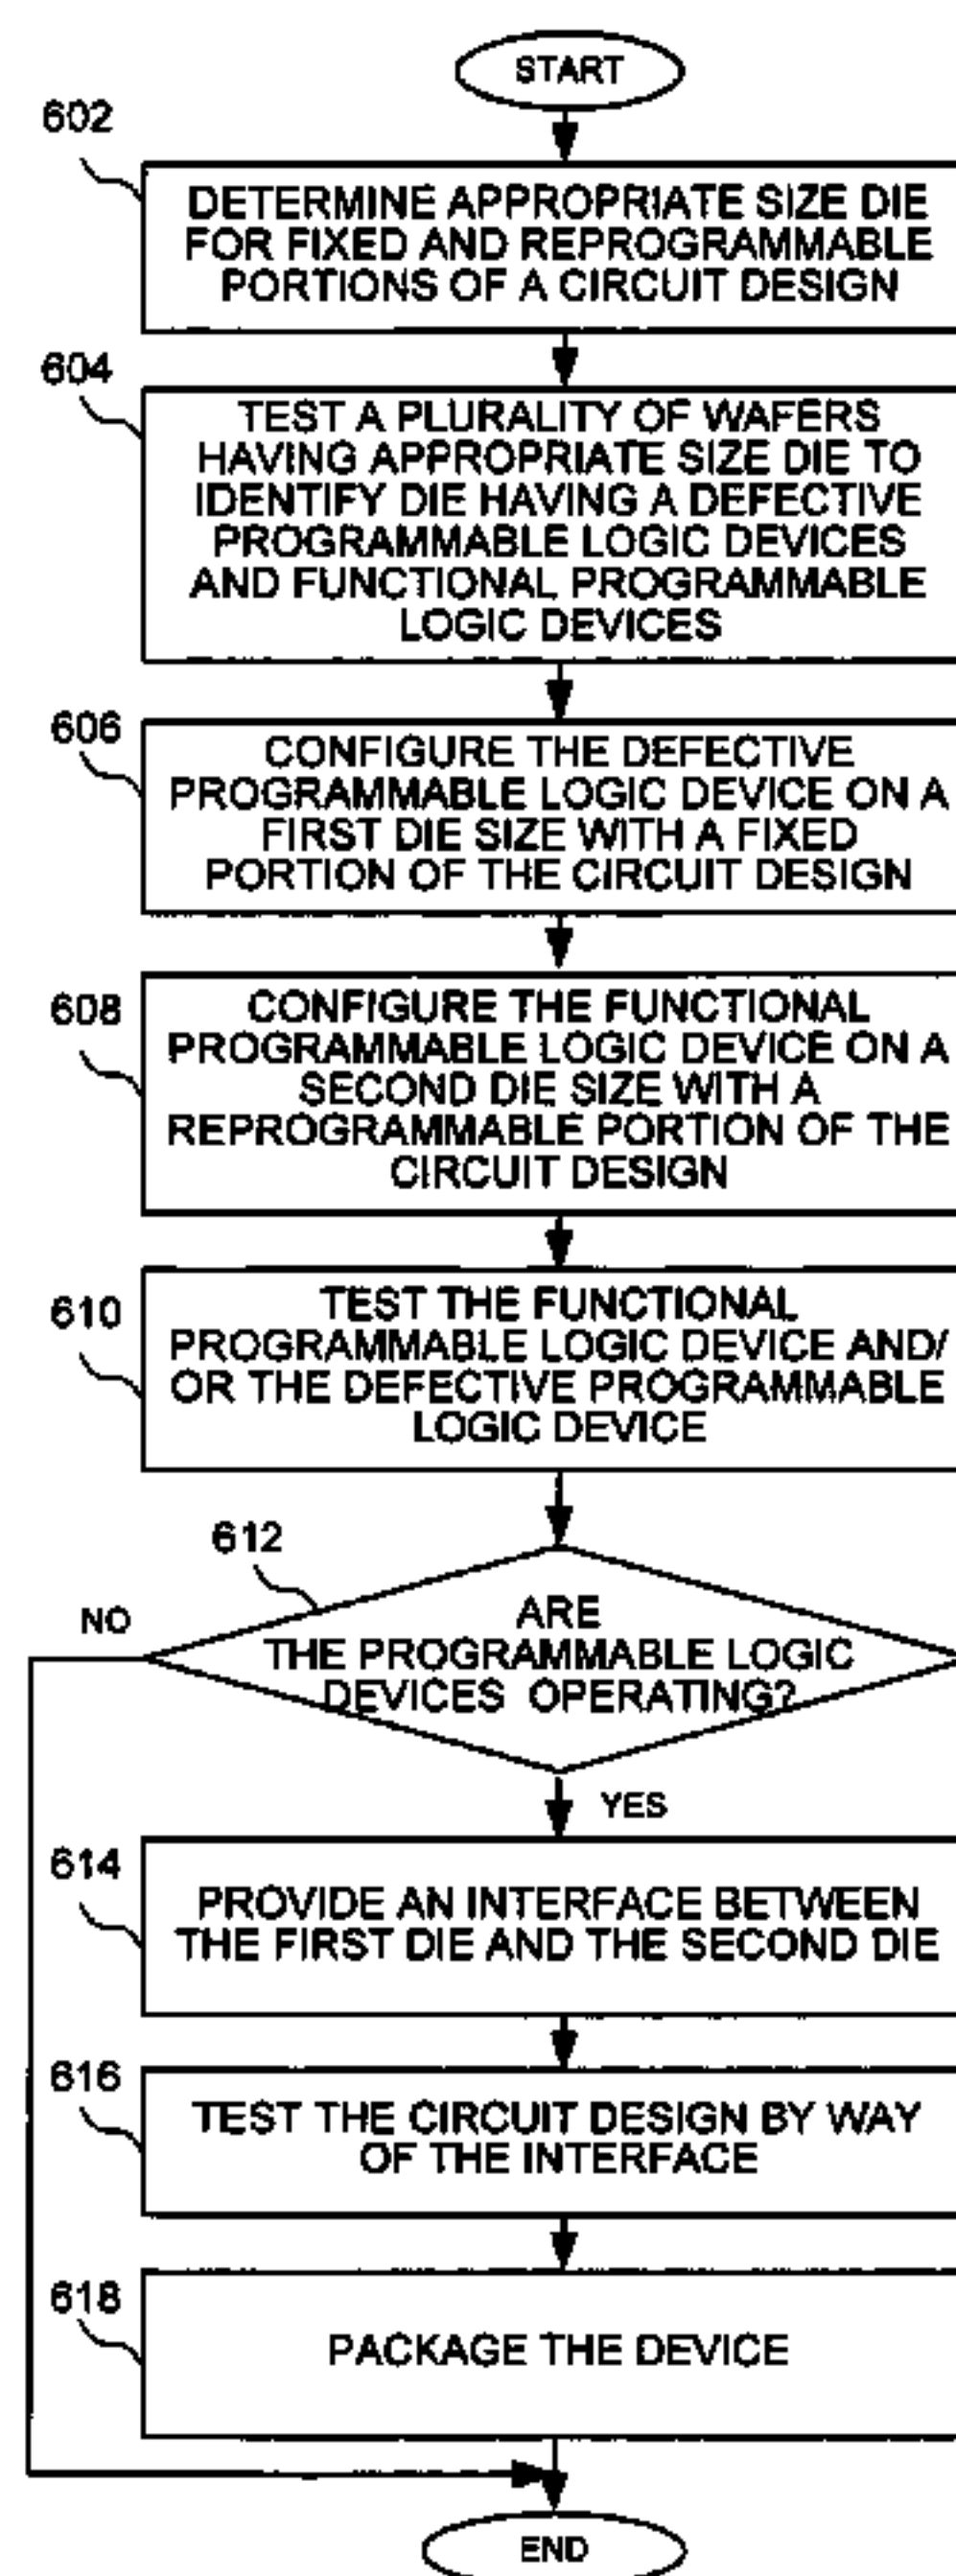 START
602
DETERMINE APPROPRIATE SIZE DIE
FOR FIXED AND REPROGRAMMABLE
PORTIONS OF A CIRCUIT DESIGN
604
TEST A PLURALITY OF WAFERS
HAVING APPROPRIATE SIZE DIE TO
IDENTIFY DIE HAVING A DEFECTIVE
PROGRAMMABLE LOGIC DEVICES
AND FUNCTIONAL PROGRAMMABLE
LOGIC DEVICES
606
CONFIGURE THE DEFECTIVE
PROGRAMMABLE LOGIC DEVICE ON A
FIRST DIE SIZE WITH A FIXED
PORTION OF THE CIRCUIT DESIGN
608
CONFIGURE THE FUNCTIONAL
PROGRAMMABLE LOGIC DEVICE ON A
SECOND DIE SIZE WITH A
REPROGRAMMABLE PORTION OF THE
CIRCUIT DESIGN
610
TEST THE FUNCTIONAL
PROGRAMMABLE LOGIC DEVICE AND/
OR THE DEFECTIVE PROGRAMMABLE
LOGIC DEVICE
612
NO
ARE
THE PROGRAMMABLE LOGIC
DEVICES OPERATING?
YES
614
PROVIDE AN INTERFACE BETWEEN
THE FIRST DIE AND THE SECOND DIE
616
TEST THE CIRCUIT DESIGN BY WAY
OF THE INTERFACE
618
PACKAGE THE DEVICE
END